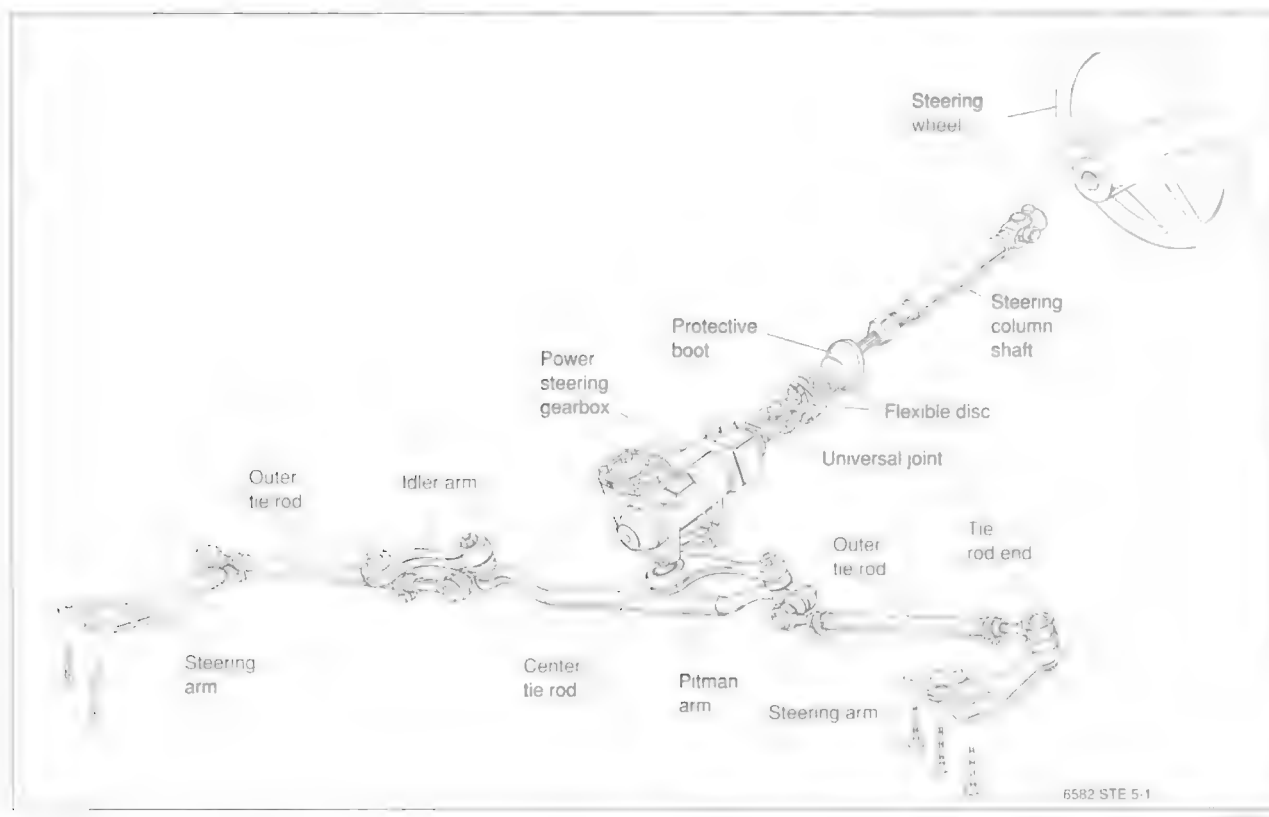 Steering
wheel
Steering
column
shaft
Protective
boot
Power
steering
gearbox
Flexible disc
Universal joint
Outer
tie rod
Idler arm
Outer
tie rod
Tie
rod end
Steering
arm
Center
tie rod
Pitman
arm
Steering arm
6582 STE 5-1